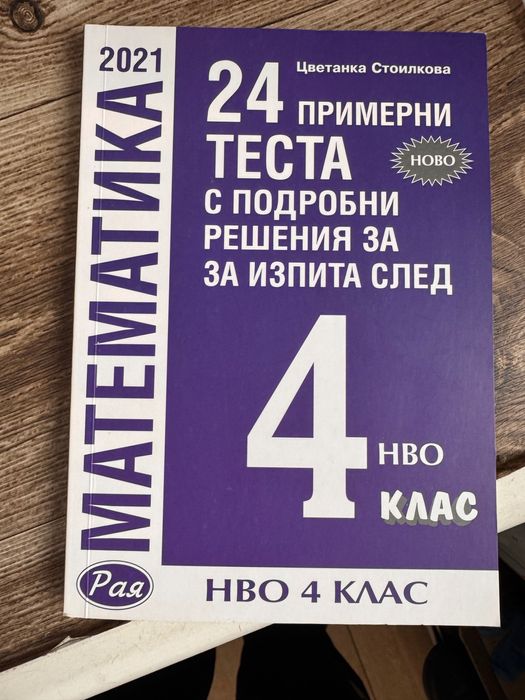 2021
МАТЕМАТИКА
Цветанка Стоилкова
24 ПРИМЕРНИ
ТЕСТА
НОВО
С ПОДРОБНИ
РЕШЕНИЯ ЗА
ЗА ИЗПИТА СЛЕД
4
НВО
КЛАС
Рая
НВО 4 КЛАС